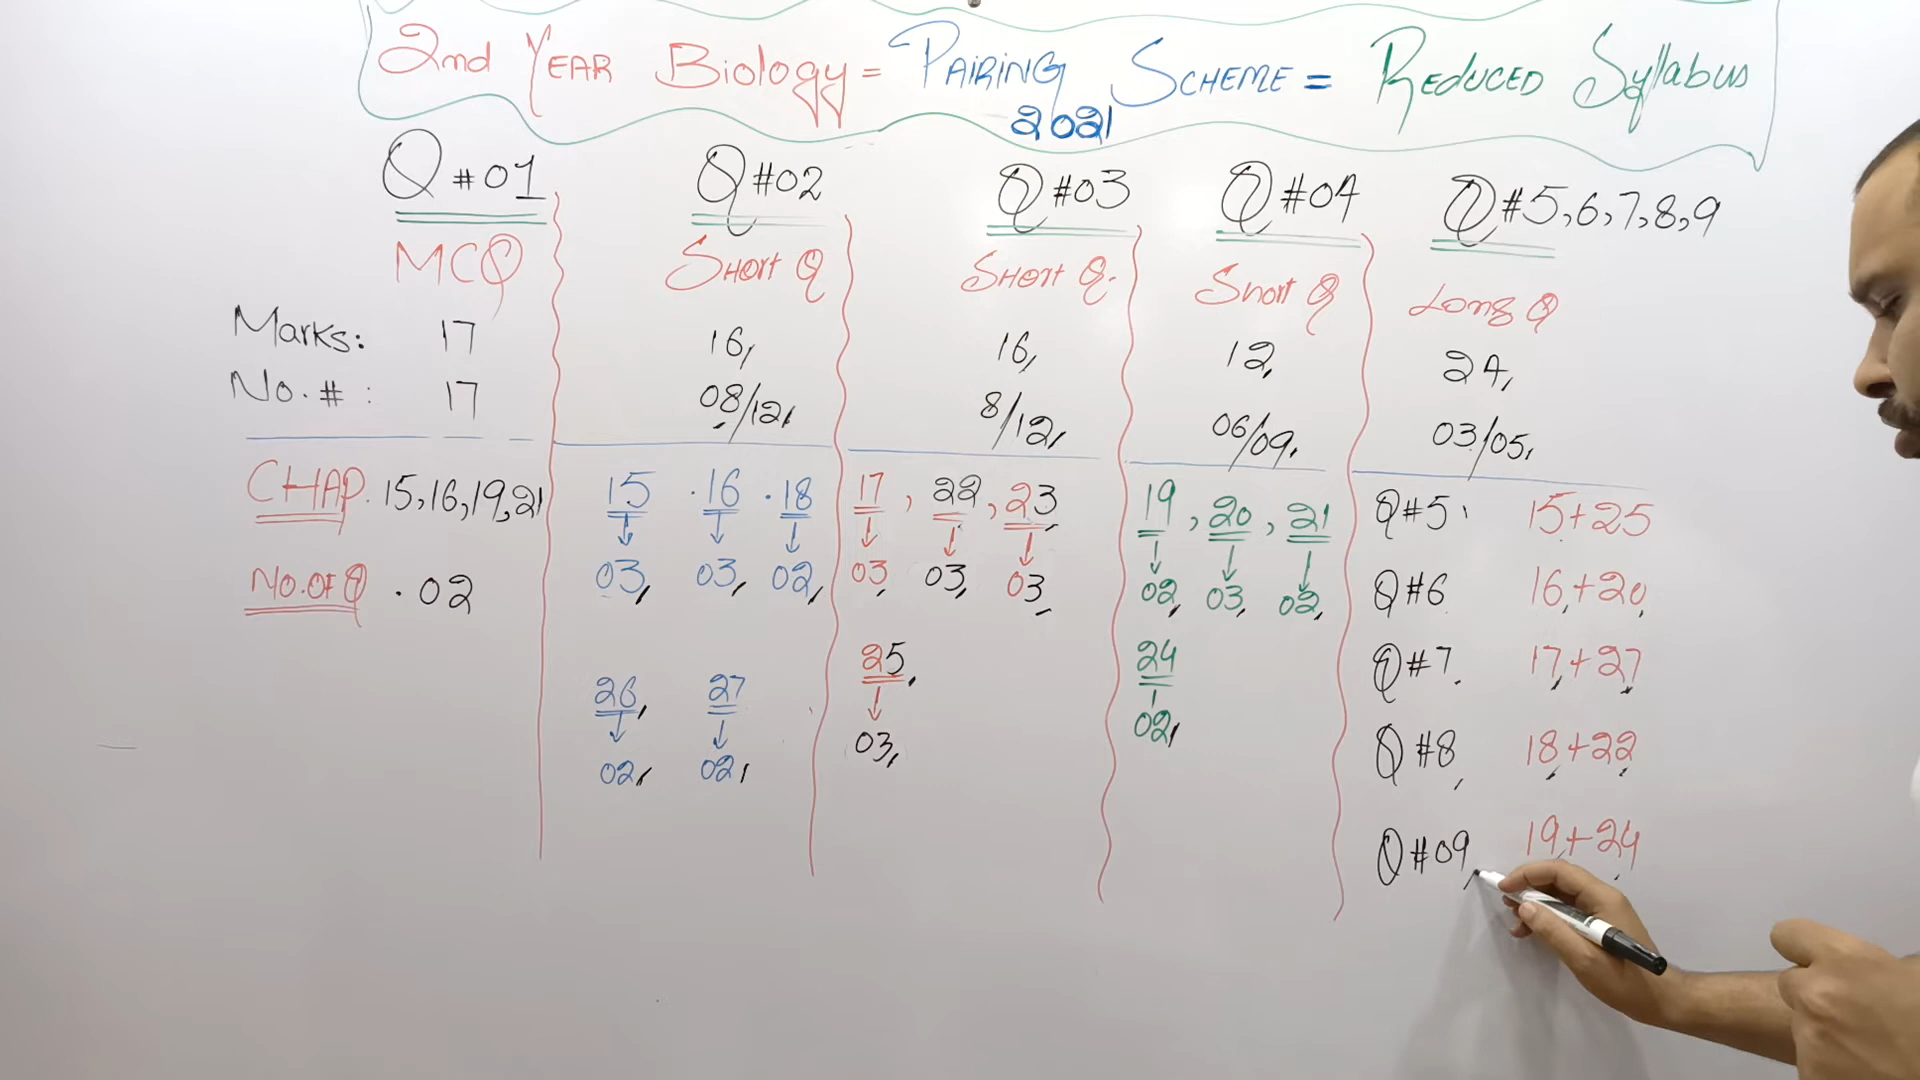 2nd YEAR Biology = PAIRING SCHEME = REDUCED Syllabus
2021
Q #01
MCQ
Marks: 17
No. # : 17
CHAP. 15,16,19,21
No. OF Q . 02
Q #02
SHORT Q
16,
08/12,
15 . 16 . 18
03, 03, 02,
26, 27
02, 02,
Q #03
SHORT Q.
16,
8/12,
17, 22, 23,
03, 03, 03,
25,
03,
Q #04
Short Q
12,
06/09.
19, 20, 21
02, 03, 02,
24
02,
Q #5,6,7,8,9
Long Q
24,
03/05,
Q#5, 15+25
Q#6 16,+20,
Q#7. 17,+27,
Q#8, 18,+22,
Q#09, 19,+24